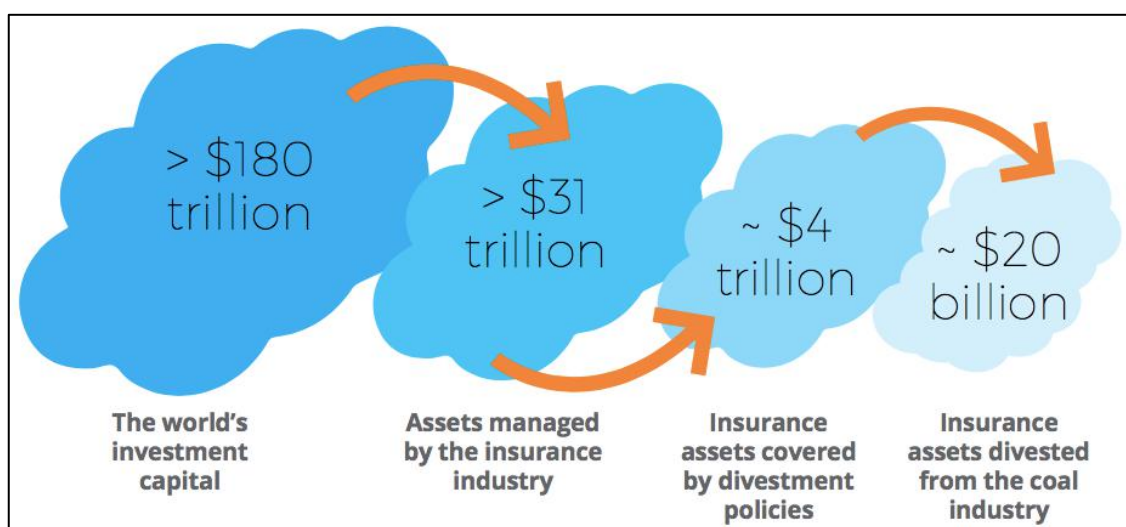 > $180
trillion
> $31
trillion
~ $4
trillion
~ $20
billion
The world's
investment
capital
Assets managed
by the insurance
industry
Insurance
assets covered
by divestment
policies
Insurance
assets divested
from the coal
industry